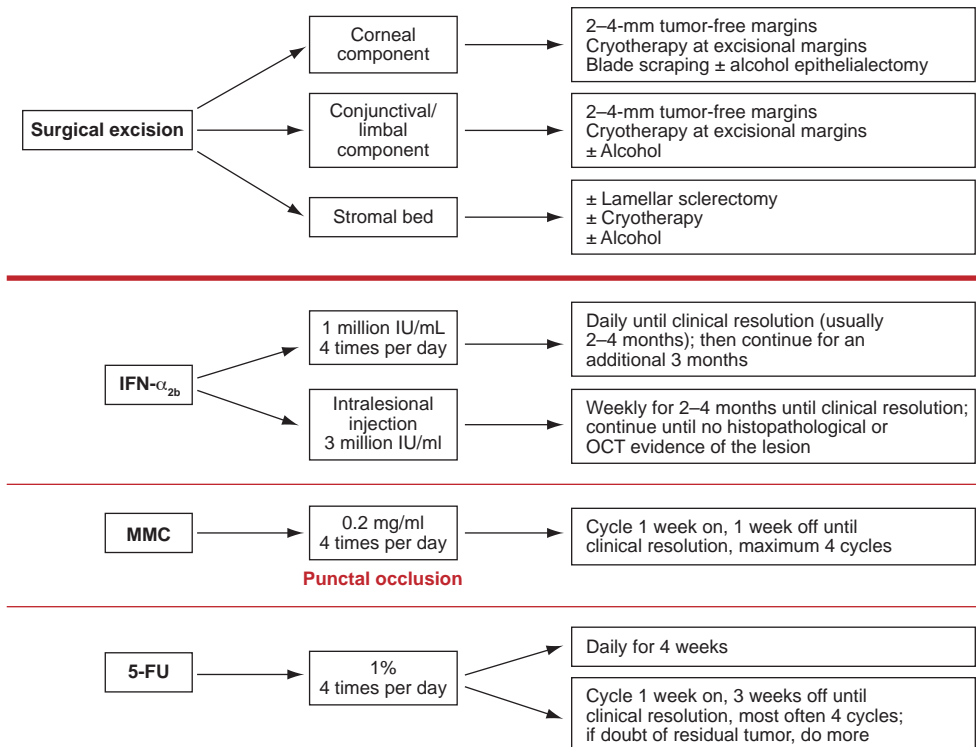 Surgical excision
Corneal
component
2–4-mm tumor-free margins
Cryotherapy at excisional margins
Blade scraping ± alcohol epithelialectomy
Conjunctival/
limbal
component
2–4-mm tumor-free margins
Cryotherapy at excisional margins
± Alcohol
Stromal bed
± Lamellar sclerectomy
± Cryotherapy
± Alcohol
IFN-α2b
1 million IU/mL
4 times per day
Daily until clinical resolution (usually
2–4 months); then continue for an
additional 3 months
Intralesional
injection
3 million IU/ml
Weekly for 2–4 months until clinical resolution;
continue until no histopathological or
OCT evidence of the lesion
MMC
0.2 mg/ml
4 times per day
Punctal occlusion
Cycle 1 week on, 1 week off until
clinical resolution, maximum 4 cycles
5-FU
1%
4 times per day
Daily for 4 weeks
Cycle 1 week on, 3 weeks off until
clinical resolution, most often 4 cycles;
if doubt of residual tumor, do more